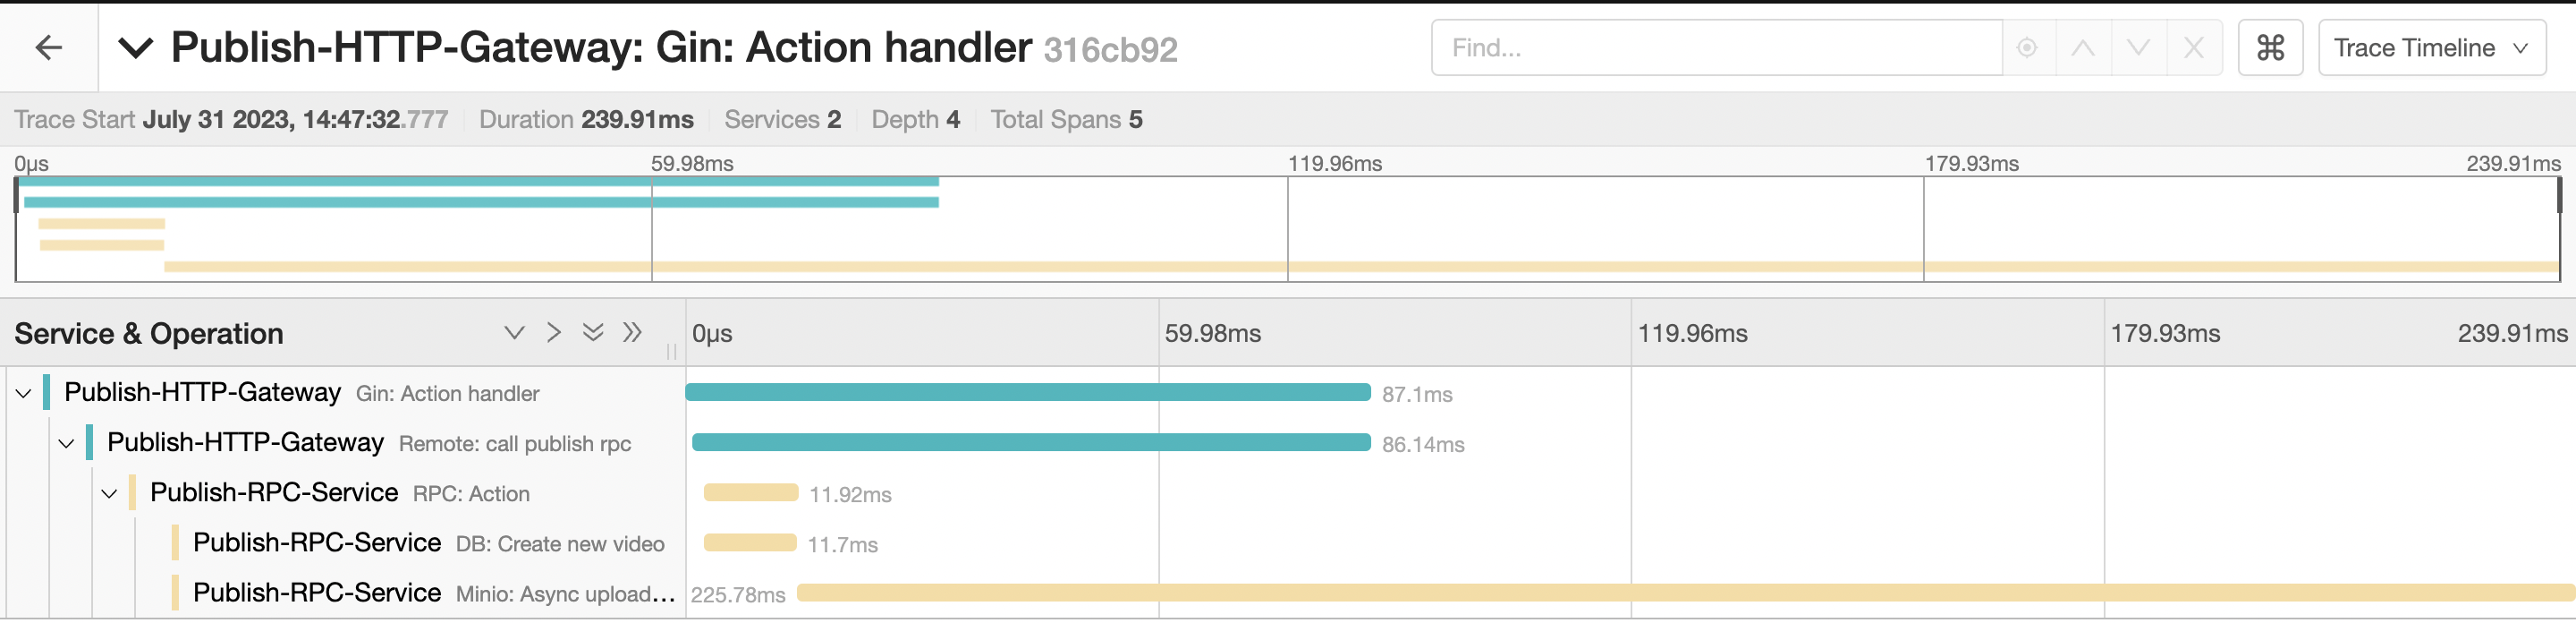 Publish-HTTP-Gateway: Gin: Action handler 316cb92
Find...
Trace Timeline
Trace Start July 31 2023, 14:47:32.777 Duration 239.91ms Services 2 Depth 4 Total Spans 5
0μs 59.98ms 119.96ms 179.93ms 239.91ms
Service & Operation 0μs 59.98ms 119.96ms 179.93ms 239.91ms
Publish-HTTP-Gateway Gin: Action handler 87.1ms
Publish-HTTP-Gateway Remote: call publish rpc 86.14ms
Publish-RPC-Service RPC: Action 11.92ms
Publish-RPC-Service DB: Create new video 11.7ms
Publish-RPC-Service Minio: Async upload... 225.78ms